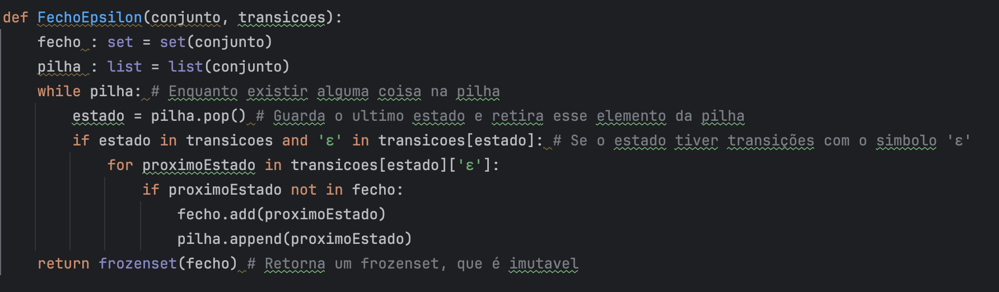 def FechoEpsilon(conjunto, transicoes):
    fecho : set = set(conjunto)
    pilha : list = list(conjunto)
    while pilha: # Enquanto existir alguma coisa na pilha
        estado = pilha.pop() # Guarda o ultimo estado e retira esse elemento da pilha
        if estado in transicoes and 'ε' in transicoes[estado]: # Se o estado tiver transições com o simbolo 'ε'
            for proximoEstado in transicoes[estado]['ε']:
                if proximoEstado not in fecho:
                    fecho.add(proximoEstado)
                    pilha.append(proximoEstado)
    return frozenset(fecho) # Retorna um frozenset, que é imutavel